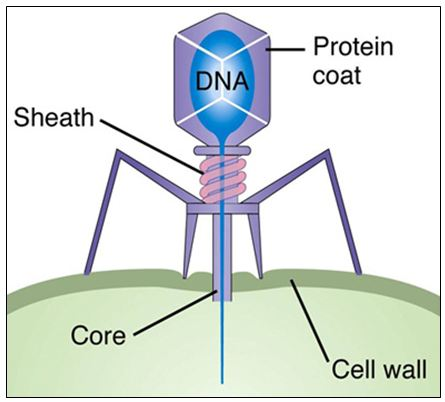 Protein
coat
DNA
Sheath
Core
Cell wall